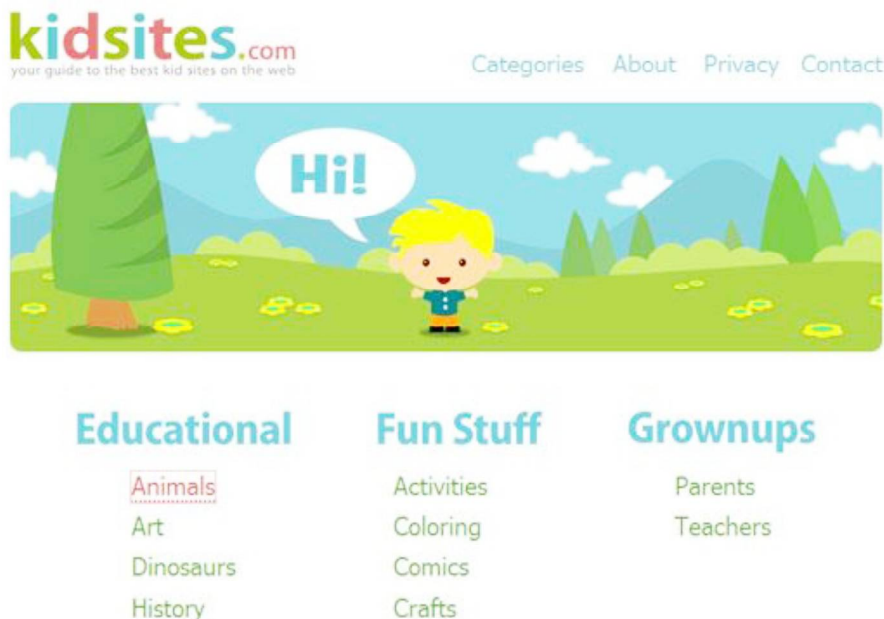 kidsites.com
your guide to the best kid sites on the web
Categories About Privacy Contact
Hi!
Educational
Animals
Art
Dinosaurs
History
Fun Stuff
Activities
Coloring
Comics
Crafts
Grownups
Parents
Teachers